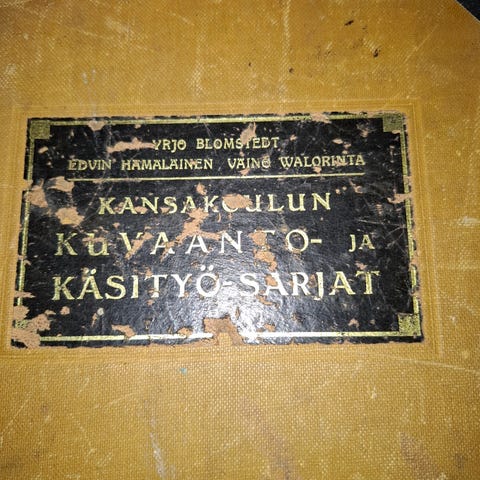 YRJÖ BLOMSTEDT
EDVIN HÄMÄLÄINEN VÄINÖ WALORINTA
KANSAKOULUN
KUVAANTO- JA
KÄSITYÖ-SARJAT